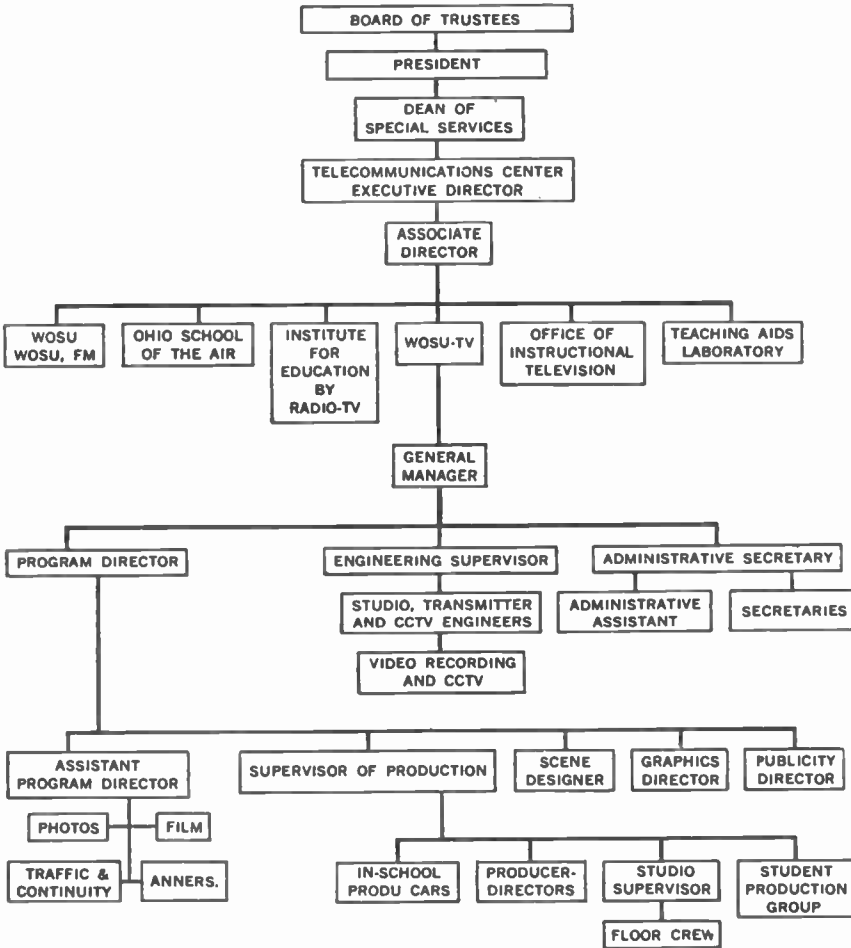 BOARD OF TRUSTEES
PRESIDENT
DEAN OF
SPECIAL SERVICES
TELECOMMUNICATIONS CENTER
EXECUTIVE DIRECTOR
ASSOCIATE
DIRECTOR
WOSU
WOSU, FM
OHIO SCHOOL
OF THE AIR
INSTITUTE
FOR
EDUCATION
BY
RADIO-TV
WOSU-TV
OFFICE OF
INSTRUCTIONAL
TELEVISION
TEACHING AIDS
LABORATORY
GENERAL
MANAGER
PROGRAM DIRECTOR
ENGINEERING SUPERVISOR
ADMINISTRATIVE SECRETARY
STUDIO, TRANSMITTER
AND CCTV ENGINEERS
ADMINISTRATIVE
ASSISTANT
SECRETARIES
VIDEO RECORDING
AND CCTV
ASSISTANT
PROGRAM DIRECTOR
SUPERVISOR OF PRODUCTION
SCENE
DESIGNER
GRAPHICS
DIRECTOR
PUBLICITY
DIRECTOR
PHOTOS
FILM
TRAFFIC &
CONTINUITY
ANNERS.
IN-SCHOOL
PRODU CARS
PRODUCER-
DIRECTORS
STUDIO
SUPERVISOR
STUDENT
PRODUCTION
GROUP
FLOOR CREW